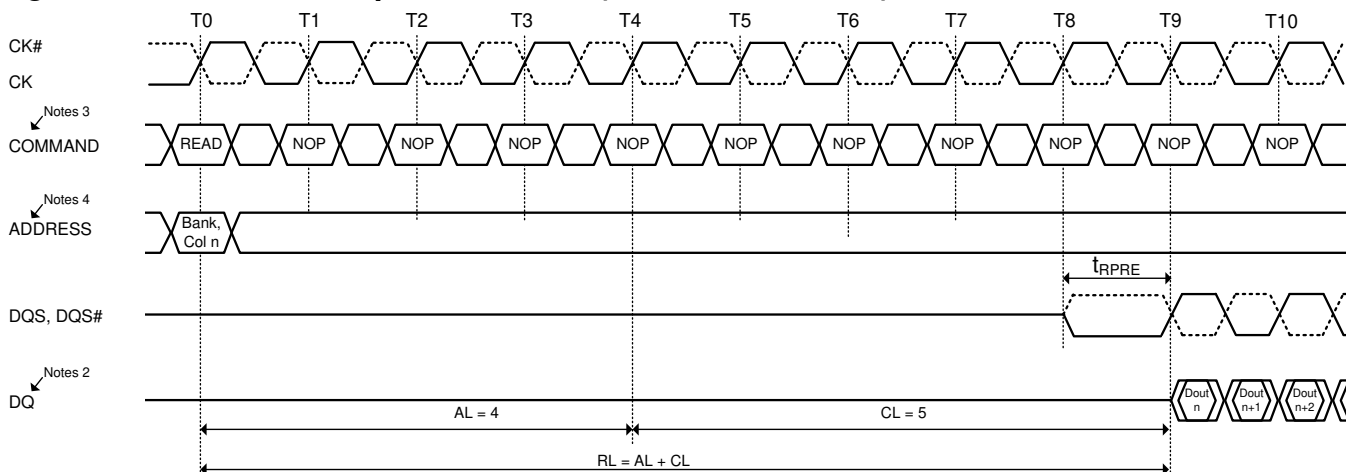 T0 T1 T2 T3 T4 T5 T6 T7 T8 T9 T10
CK#
CK
Notes 3
COMMAND READ NOP NOP NOP NOP NOP NOP NOP NOP NOP NOP
Notes 4
ADDRESS
Bank,
Col n
tRPRE
DQS, DQS#
Notes 2
DQ
Dout Dout Dout
n n+1 n+2
AL = 4 CL = 5
RL = AL + CL